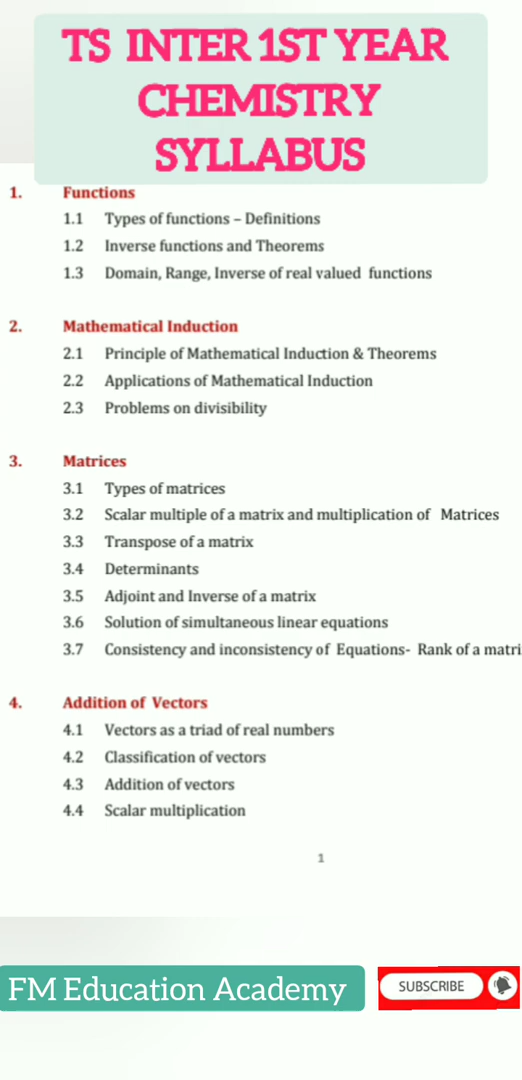 TS INTER 1ST YEAR
CHEMISTRY
SYLLABUS
1. Functions
1.1 Types of functions – Definitions
1.2 Inverse functions and Theorems
1.3 Domain, Range, Inverse of real valued functions
2. Mathematical Induction
2.1 Principle of Mathematical Induction & Theorems
2.2 Applications of Mathematical Induction
2.3 Problems on divisibility
3. Matrices
3.1 Types of matrices
3.2 Scalar multiple of a matrix and multiplication of Matrices
3.3 Transpose of a matrix
3.4 Determinants
3.5 Adjoint and Inverse of a matrix
3.6 Solution of simultaneous linear equations
3.7 Consistency and inconsistency of Equations- Rank of a matri
4. Addition of Vectors
4.1 Vectors as a triad of real numbers
4.2 Classification of vectors
4.3 Addition of vectors
4.4 Scalar multiplication
1
FM Education Academy
SUBSCRIBE